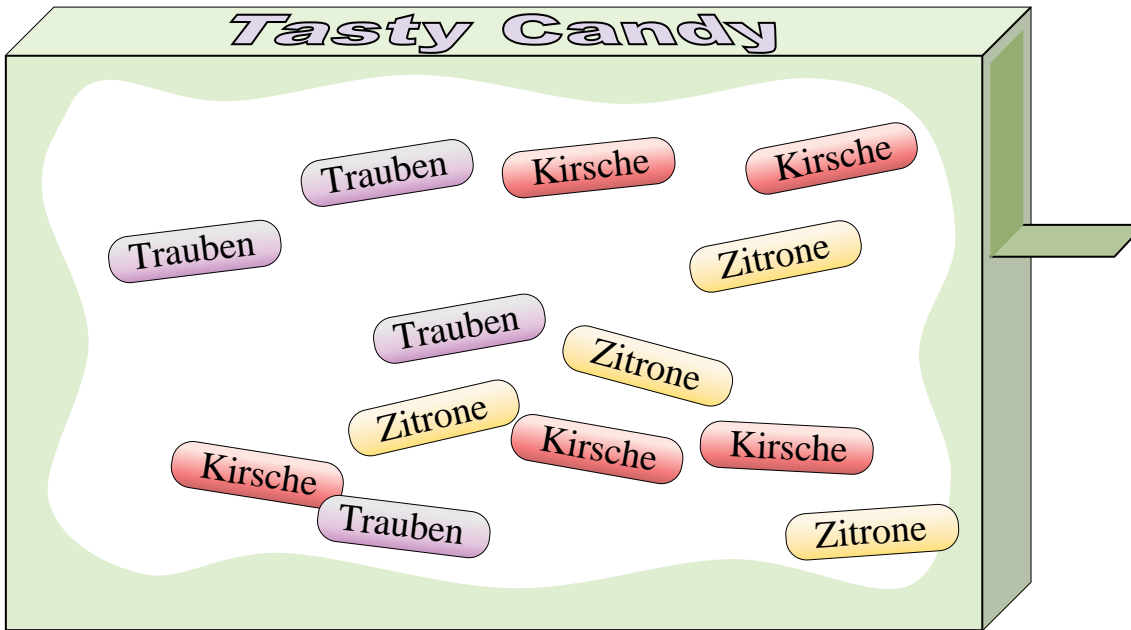 Tasty Candy
Trauben
Kirsche
Kirsche
Trauben
Zitrone
Trauben
Zitrone
Zitrone
Kirsche
Kirsche
Kirsche
Trauben
Zitrone